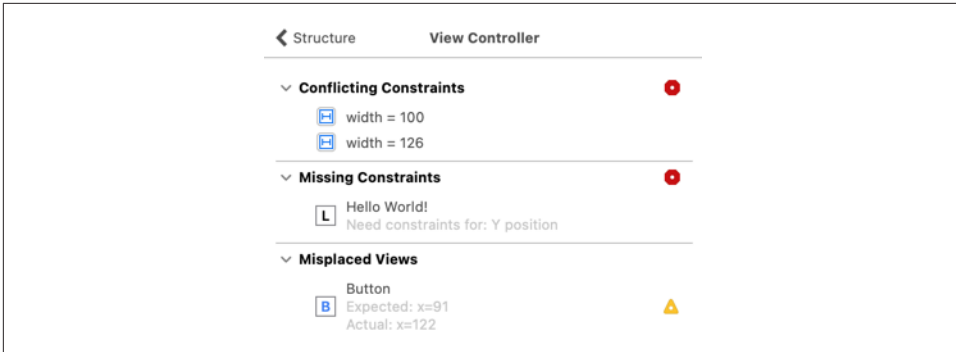 Structure
View Controller
Conflicting Constraints
width = 100
width = 126
Missing Constraints
L
Hello World!
Need constraints for: Y position
Misplaced Views
Button
B
Expected: x=91
Actual: x=122